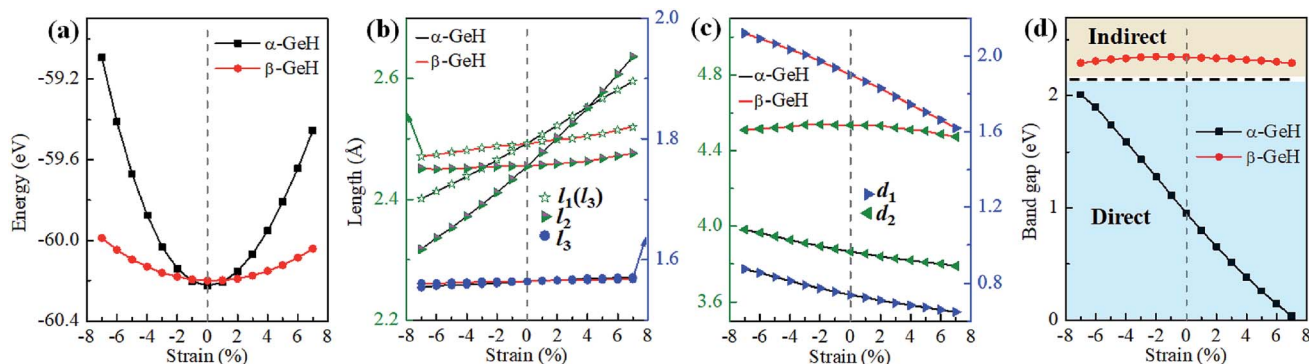 (a)
α-GeH
β-GeH
Energy (eV)
-59.2
-59.6
-60.0
-60.4
-8 -6 -4 -2 0 2 4 6 8
Strain (%)
(b)
α-GeH
β-GeH
Length (Å)
2.6
2.4
2.2
l1(l3)
l2
l3
2.0
1.8
1.6
-8 -6 -4 -2 0 2 4 6 8
Strain (%)
(c)
α-GeH
β-GeH
4.8
4.4
4.0
3.6
d1
d2
2.0
1.6
1.2
0.8
-8 -6 -4 -2 0 2 4 6 8
Strain (%)
Indirect
(d)
α-GeH
β-GeH
Direct
Band gap (eV)
2
1
0
-8 -6 -4 -2 0 2 4 6 8
Strain (%)